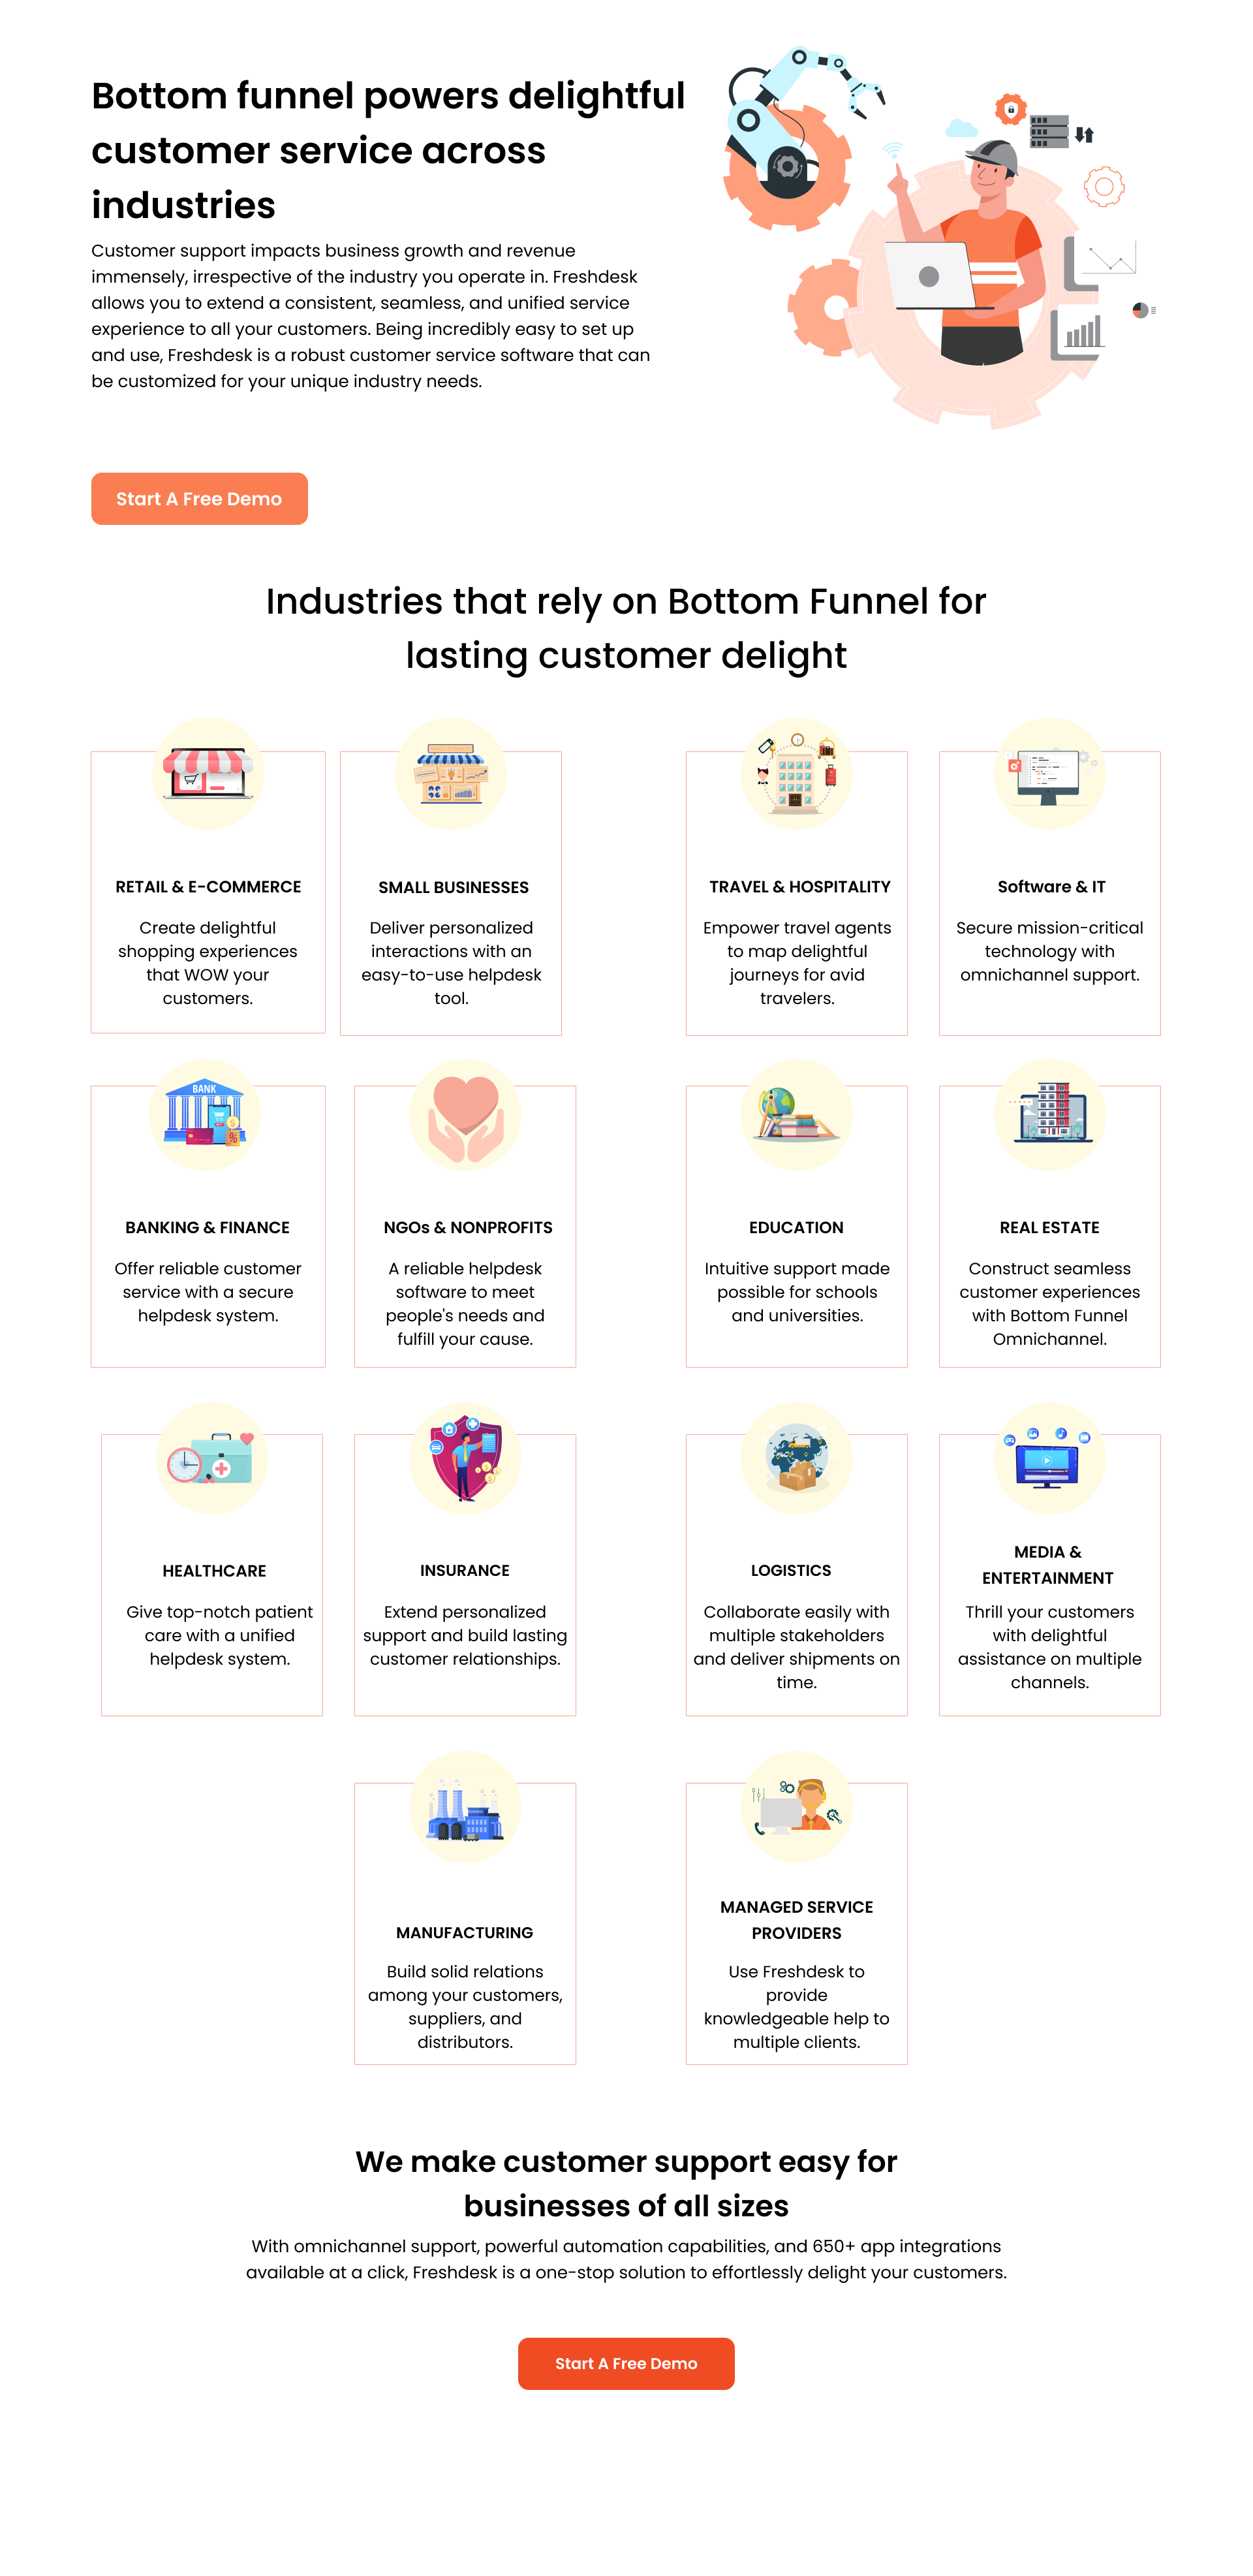 Bottom funnel powers delightful
customer service across
industries
Customer support impacts business growth and revenue
immensely, irrespective of the industry you operate in. Freshdesk
allows you to extend a consistent, seamless, and unified service
experience to all your customers. Being incredibly easy to set up
and use, Freshdesk is a robust customer service software that can
be customized for your unique industry needs.
Start A Free Demo
Industries that rely on Bottom Funnel for
lasting customer delight
RETAIL & E-COMMERCE
Create delightful
shopping experiences
that WOW your
customers.
SMALL BUSINESSES
Deliver personalized
interactions with an
easy-to-use helpdesk
tool.
TRAVEL & HOSPITALITY
Empower travel agents
to map delightful
journeys for avid
travelers.
Software & IT
Secure mission-critical
technology with
omnichannel support.
BANK
BANKING & FINANCE
Offer reliable customer
service with a secure
helpdesk system.
NGOs & NONPROFITS
A reliable helpdesk
software to meet
people's needs and
fulfill your cause.
EDUCATION
Intuitive support made
possible for schools
and universities.
REAL ESTATE
Construct seamless
customer experiences
with Bottom Funnel
Omnichannel.
HEALTHCARE
Give top-notch patient
care with a unified
helpdesk system.
INSURANCE
Extend personalized
support and build lasting
customer relationships.
LOGISTICS
Collaborate easily with
multiple stakeholders
and deliver shipments on
time.
MEDIA &
ENTERTAINMENT
Thrill your customers
with delightful
assistance on multiple
channels.
MANUFACTURING
Build solid relations
among your customers,
suppliers, and
distributors.
MANAGED SERVICE
PROVIDERS
Use Freshdesk to
provide
knowledgeable help to
multiple clients.
We make customer support easy for
businesses of all sizes
With omnichannel support, powerful automation capabilities, and 650+ app integrations
available at a click, Freshdesk is a one-stop solution to effortlessly delight your customers.
Start A Free Demo